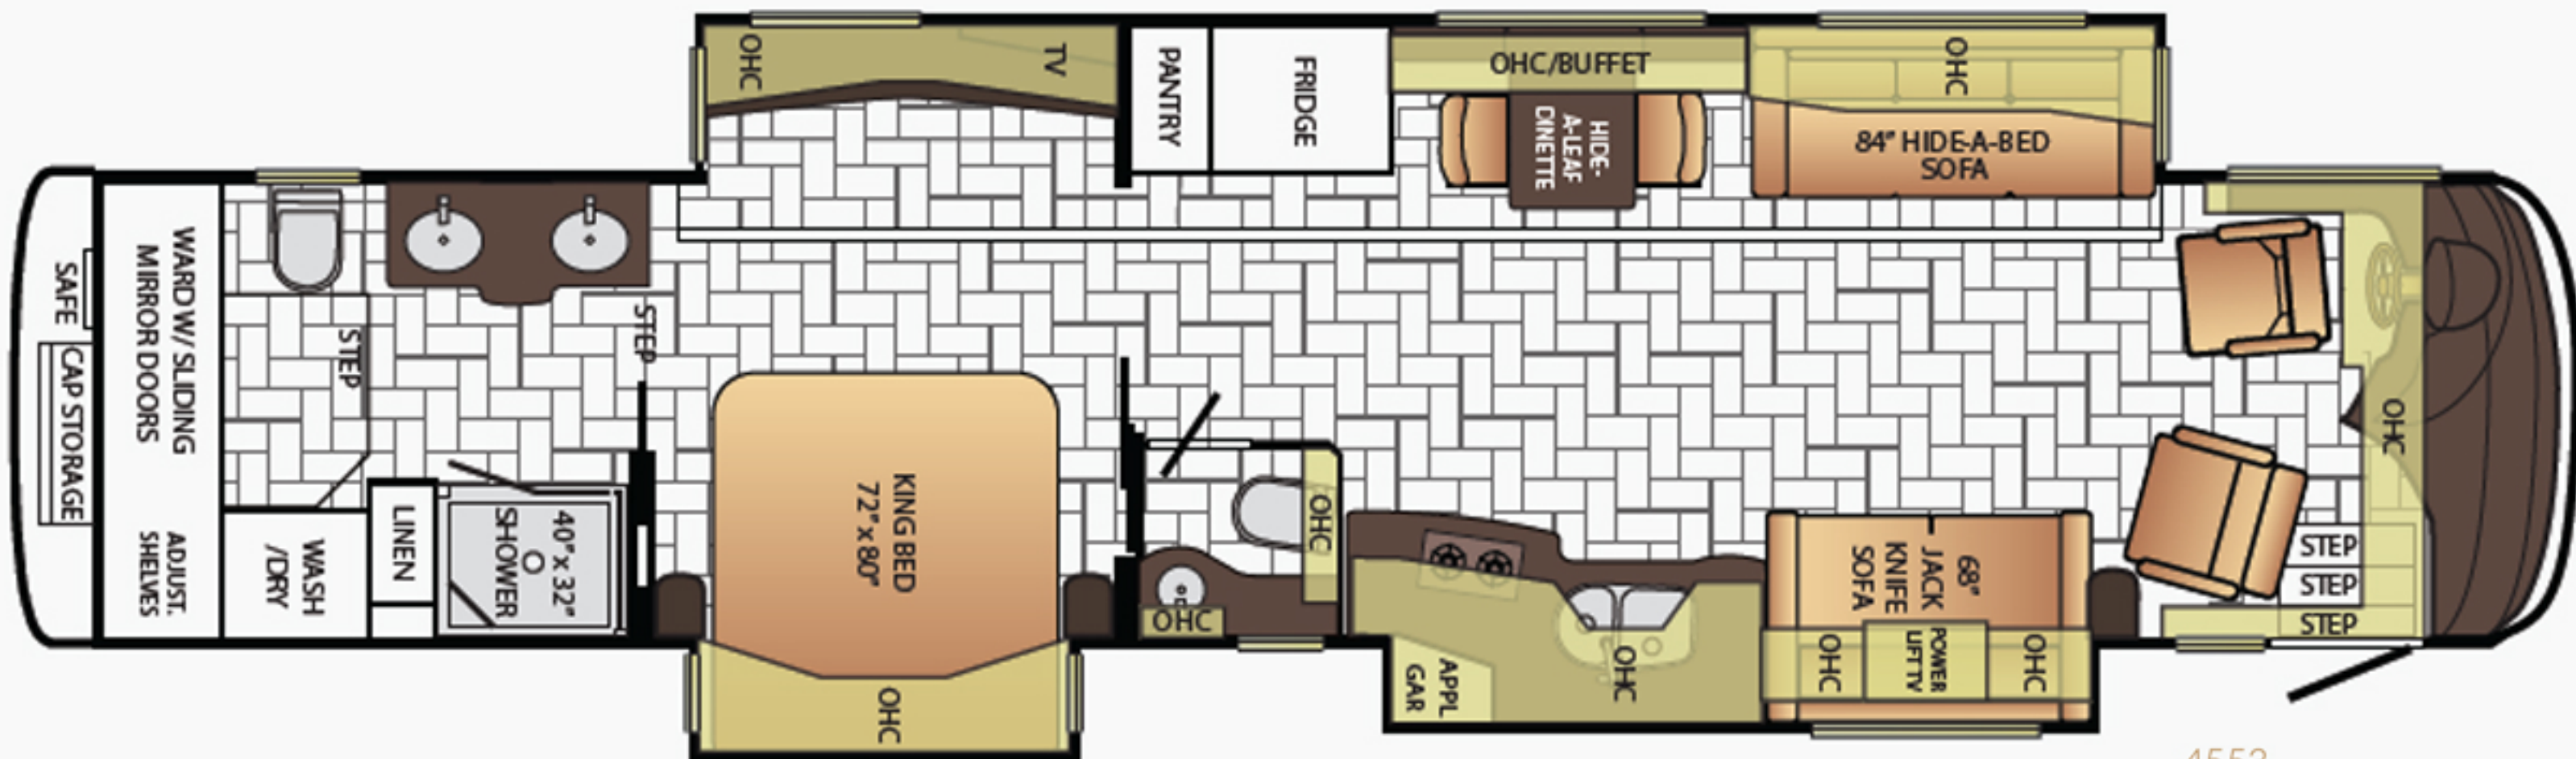 OHC
TV
PANTRY
FRIDGE
OHC/BUFFET
HIDE-
A-LEAF
DINETTE
OHC
84" HIDE-A-BED
SOFA
SAFE
CAP STORAGE
WARD W/ SLIDING
MIRROR DOORS
ADJUST.
SHELVES
STEP
STEP
WASH
/DRY
LINEN
40" x 32"
SHOWER
KING BED
72" x 80"
OHC
OHC
OHC
APPL
GAR
OHC
68"
JACK
KNIFE
SOFA
OHC
POWER
LIFT TV
OHC
OHC
STEP
STEP
STEP